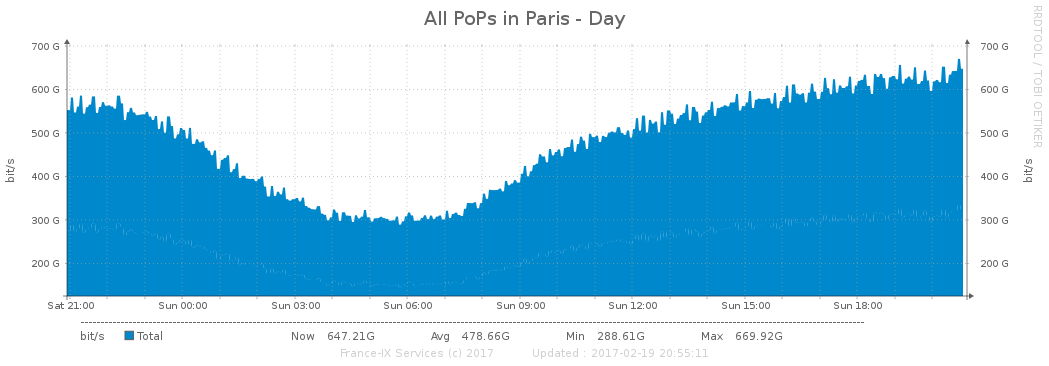 All PoPs in Paris - Day
RRDTOOL / TOBI OETIKER
700 G 700 G
600 G 600 G
500 G 500 G
400 G 400 G
300 G 300 G
200 G 200 G
bit/s bit/s
Sat 21:00 Sun 00:00 Sun 03:00 Sun 06:00 Sun 09:00 Sun 12:00 Sun 15:00 Sun 18:00
bit/s Total Now 647.21G Avg 478.66G Min 288.61G Max 669.92G
France-IX Services (c) 2017 Updated : 2017-02-19 20:55:11